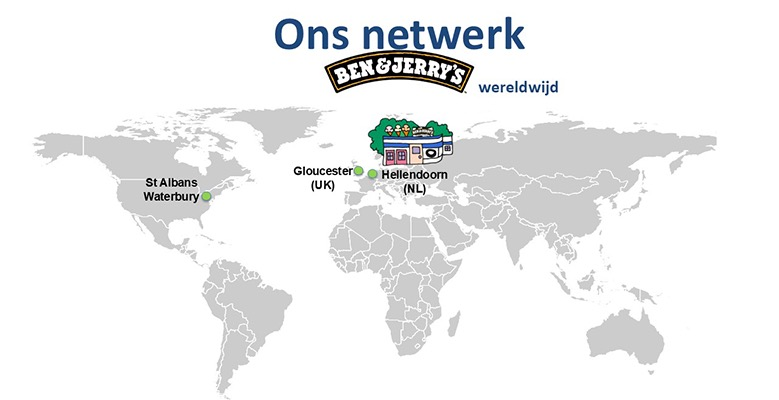 Ons netwerk
BEN & JERRY'S
wereldwijd
Gloucester
(UK)
Hellendoorn
(NL)
St Albans
Waterbury